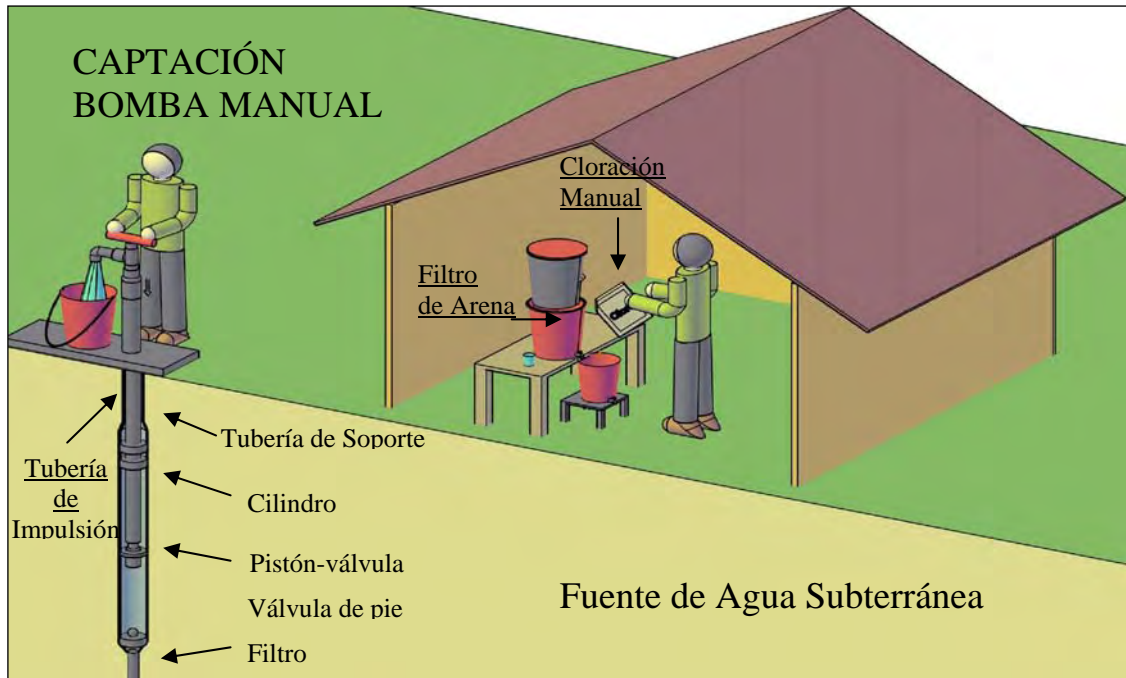 CAPTACIÓN
BOMBA MANUAL
Cloración
Manual
Filtro
de Arena
Tubería de Soporte
Tubería
de
Impulsión
Cilindro
Pistón-válvula
Válvula de pie
Filtro
Fuente de Agua Subterránea